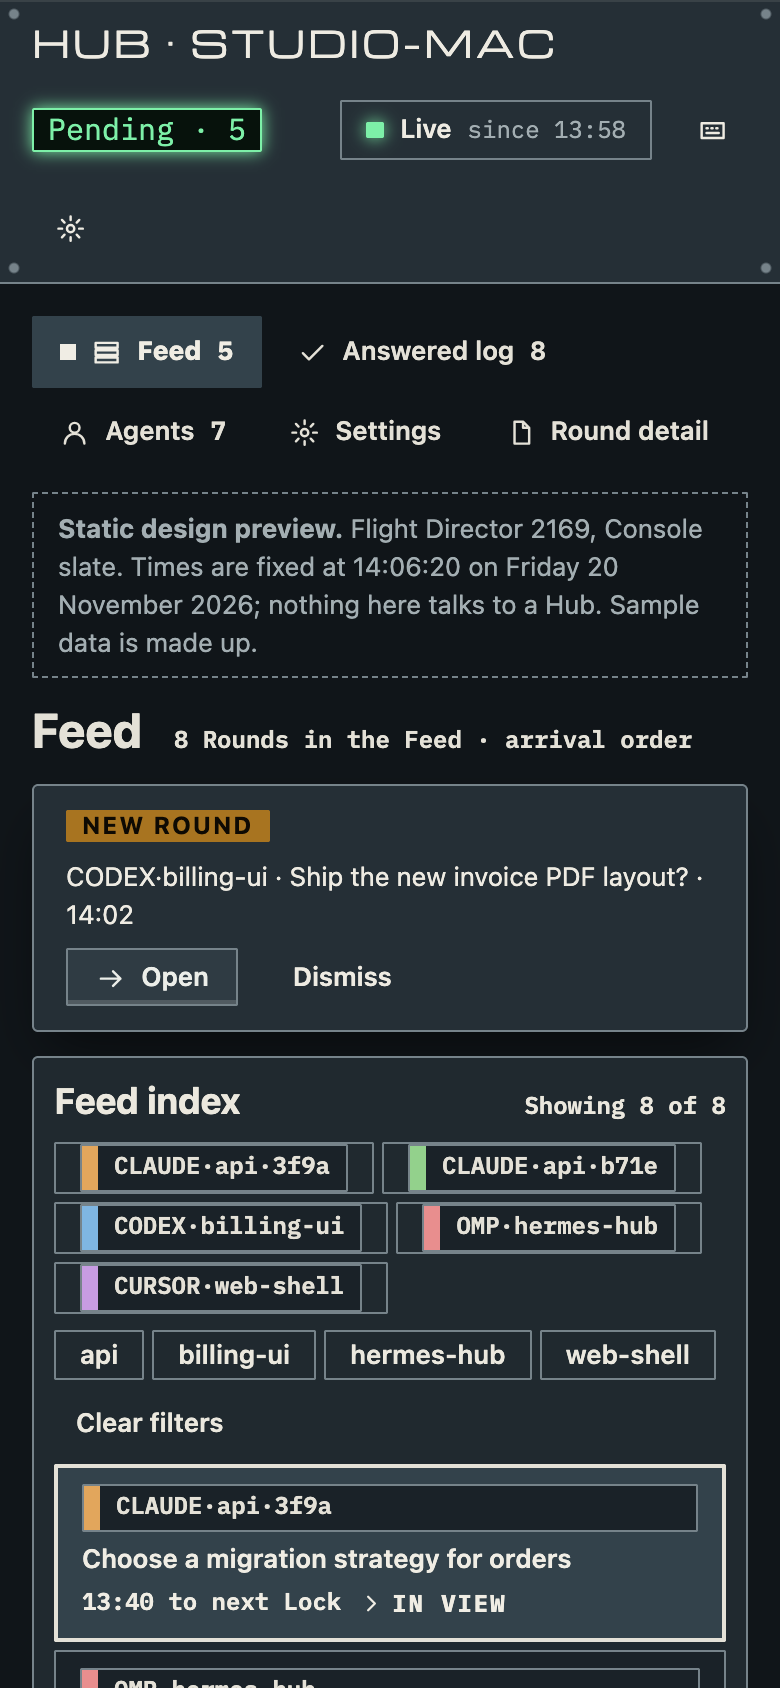 HUB · STUDIO-MAC
Pending · 5
Live since 13:58
Feed 5
Answered log 8
Agents 7
Settings
Round detail
Static design preview. Flight Director 2169, Console
slate. Times are fixed at 14:06:20 on Friday 20
November 2026; nothing here talks to a Hub. Sample
data is made up.
Feed 8 Rounds in the Feed · arrival order
NEW ROUND
CODEX·billing-ui · Ship the new invoice PDF layout? ·
14:02
Open
Dismiss
Feed index
Showing 8 of 8
CLAUDE·api·3f9a
CLAUDE·api·b71e
CODEX·billing-ui
OMP·hermes-hub
CURSOR·web-shell
api
billing-ui
hermes-hub
web-shell
Clear filters
CLAUDE·api·3f9a
Choose a migration strategy for orders
13:40 to next Lock > IN VIEW
OMP·hermes-hub